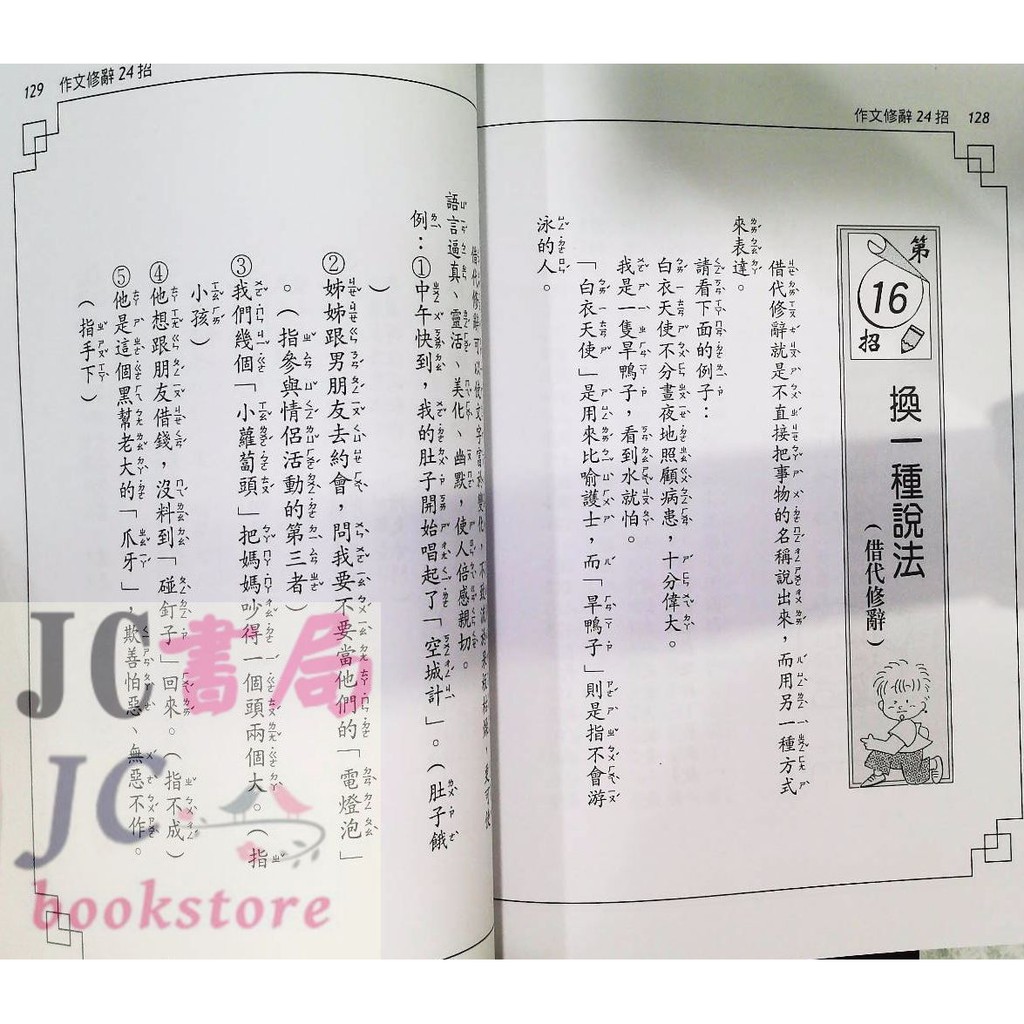 作文修辭24招 128
第16招
換一種說法
（借代修辭）
借代修辭就是不直接把事物的名稱說出來，而用另一種方式
來表達。
請看下面的例子：
白衣天使不分晝夜地照顧病患，十分偉大。
我是一隻旱鴨子，看到水就怕。
「白衣天使」是用來比喻護士，而「旱鴨子」則是指不會游
泳的人。
129 作文修辭24招
借代修辭可以使文字富於變化，不致流於呆板枯燥，更可使
語言逼真、靈活、美化、幽默，使人倍感親切。
例：①中午快到，我的肚子開始唱起了「空城計」。（肚子餓
）
②姊姊跟男朋友去約會，問我要不要當他們的「電燈泡」
。（指參與情侶活動的第三者）
③我們幾個「小蘿蔔頭」把媽媽吵得一個頭兩個大。（指
小孩）
④他想跟朋友借錢，沒料到「碰釘子」回來。（指不成）
⑤他是這個黑幫老大的「爪牙」，欺善怕惡、無惡不作。
（指手下）
JC書局
JC
bookstore